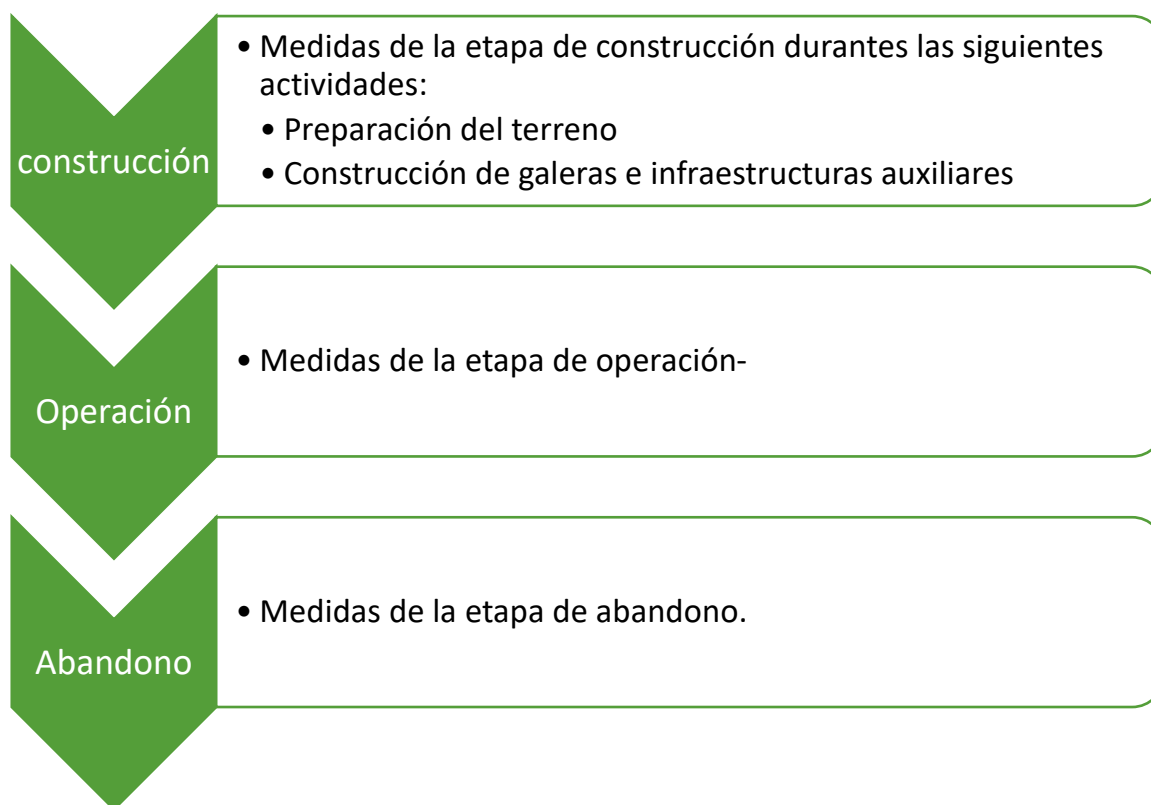 construcción
• Medidas de la etapa de construcción durantes las siguientes
actividades:
• Preparación del terreno
• Construcción de galeras e infraestructuras auxiliares
Operación
• Medidas de la etapa de operación-
Abandono
• Medidas de la etapa de abandono.